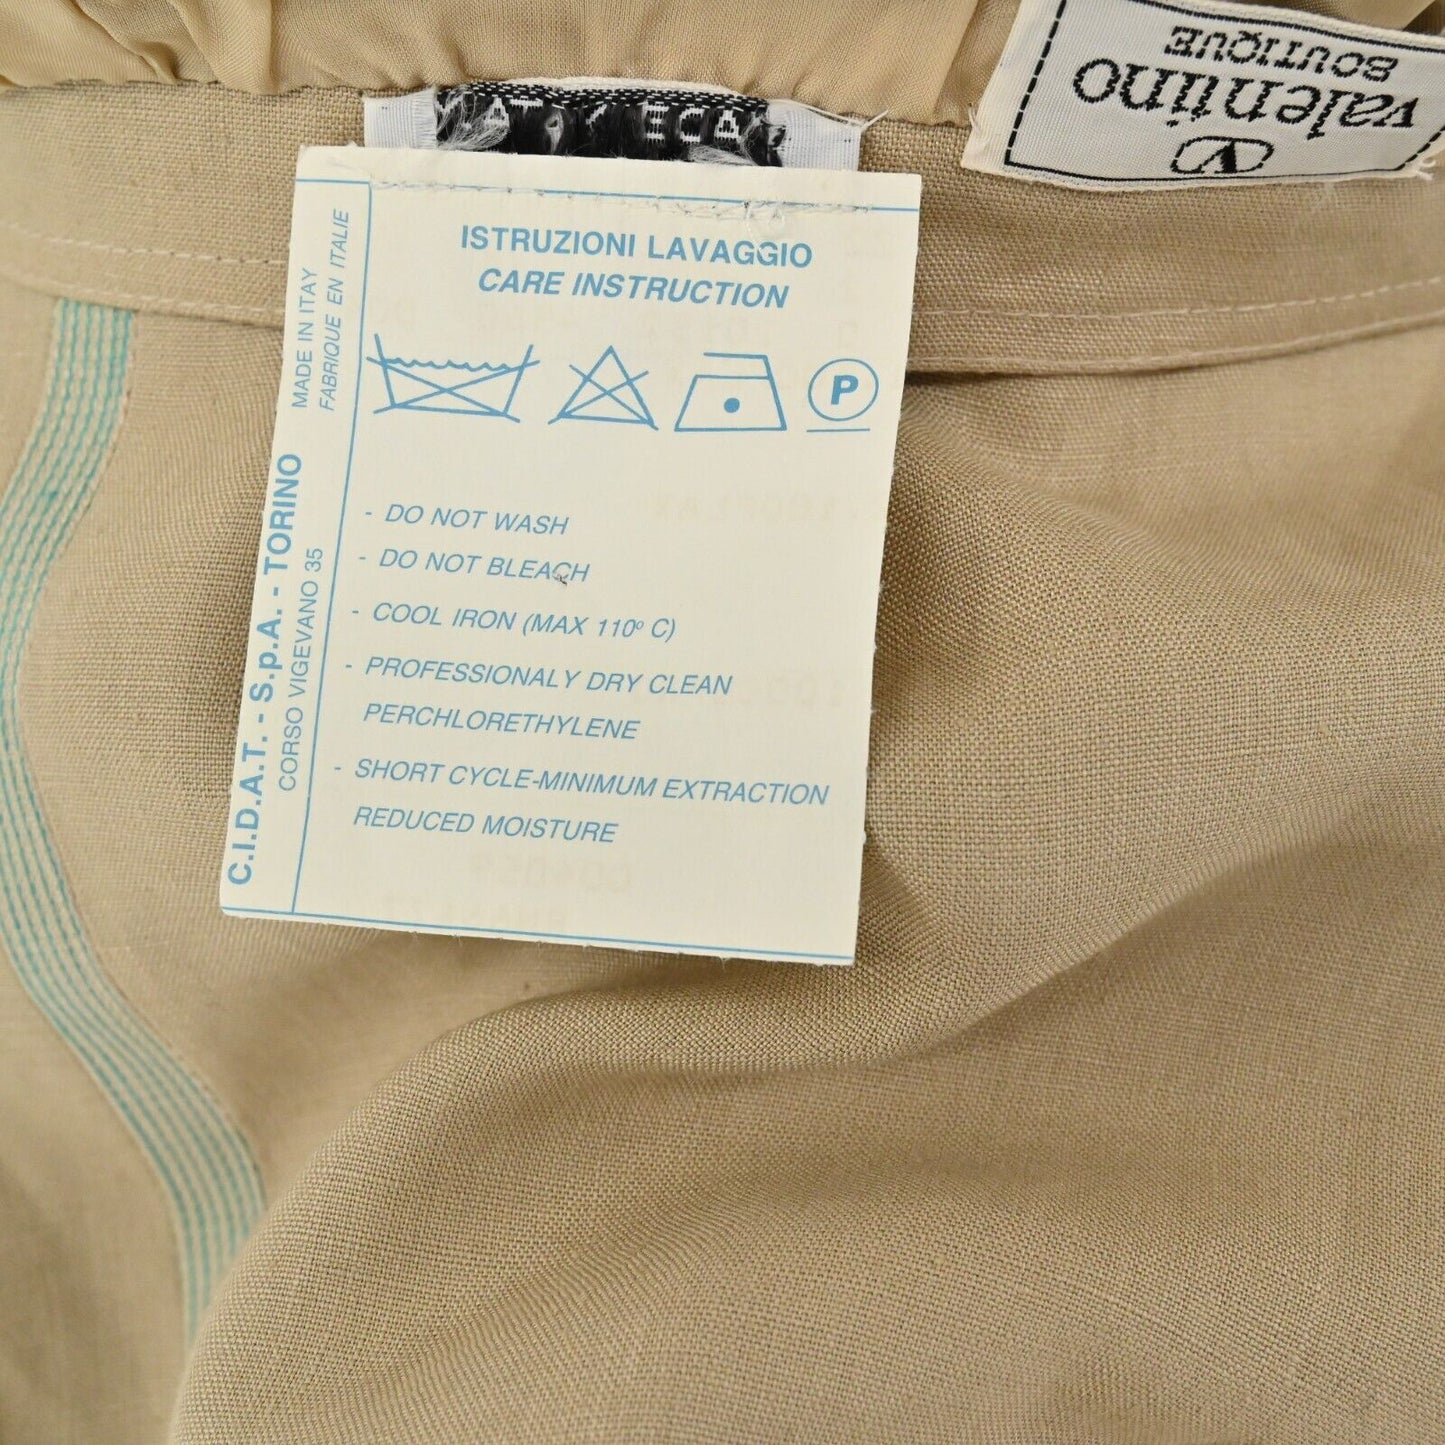 valentino
BOUTIQUE
V
ISTRUZIONI LAVAGGIO
CARE INSTRUCTION
P
- DO NOT WASH
- DO NOT BLEACH
- COOL IRON (MAX 110º C)
- PROFESSIONALY DRY CLEAN
PERCHLORETHYLENE
- SHORT CYCLE-MINIMUM EXTRACTION
REDUCED MOISTURE
C.I.D.A.T. - S.p.A. - TORINO
CORSO VIGEVANO 35
MADE IN ITAY
FABRIQUE EN ITALIE